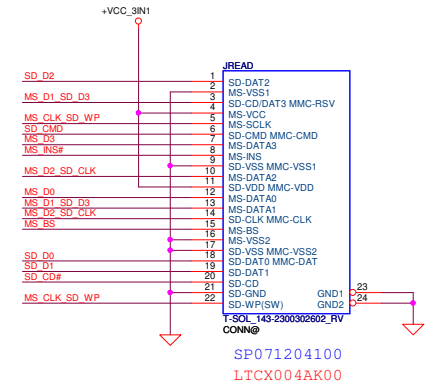 +VCC_3IN1
JREAD
SD_D2 1 SD-DAT2
2 MS-VSS1
MS_D1_SD_D3 3 SD-CD/DAT3 MMC-RSV
4 MS-VCC
MS_CLK_SD_WP 5 MS-SCLK
SD_CMD 6 SD-CMD MMC-CMD
MS_D3 7 MS-DATA3
MS_INS# 8 MS-INS
9 SD-VSS MMC-VSS1
MS_D2_SD_CLK 10 MS-DATA2
11 SD-VDD MMC-VDD
MS_D0 12 MS-DATA0
MS_D1_SD_D3 13 MS-DATA1
MS_D2_SD_CLK 14 SD-CLK MMC-CLK
MS_BS 15 MS-BS
16 MS-VSS2
17 SD-VSS MMC-VSS2
SD_D0 18 SD-DAT0 MMC-DAT
SD_D1 19 SD-DAT1
SD_CD# 20 SD-CD
21 SD-GND GND1 23
MS_CLK_SD_WP 22 SD-WP(SW) GND2 24
T-SOL_143-2300302602_RV
CONN@
SP071204100
LTCX004AK00